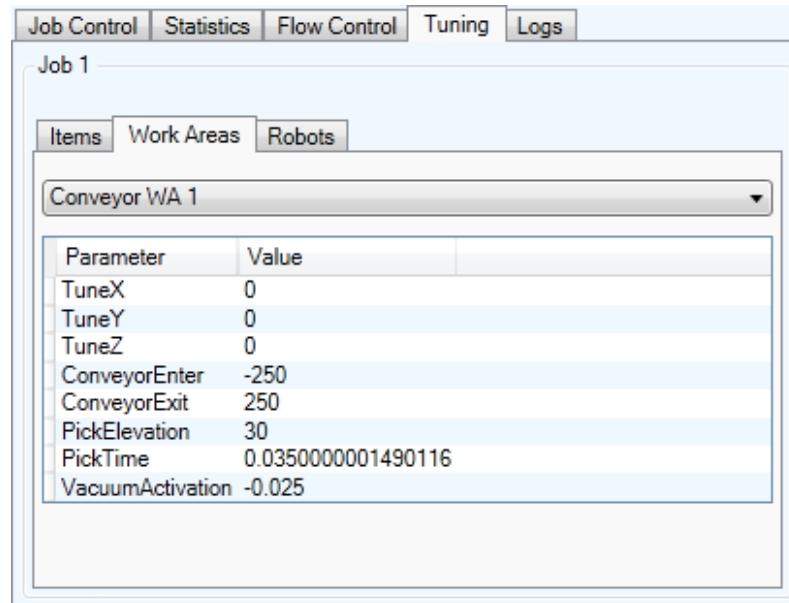 Job Control Statistics Flow Control Tuning Logs
Job 1
Items Work Areas Robots
Conveyor WA 1
Parameter Value
TuneX 0
TuneY 0
TuneZ 0
ConveyorEnter -250
ConveyorExit 250
PickElevation 30
PickTime 0.0350000001490116
VacuumActivation -0.025